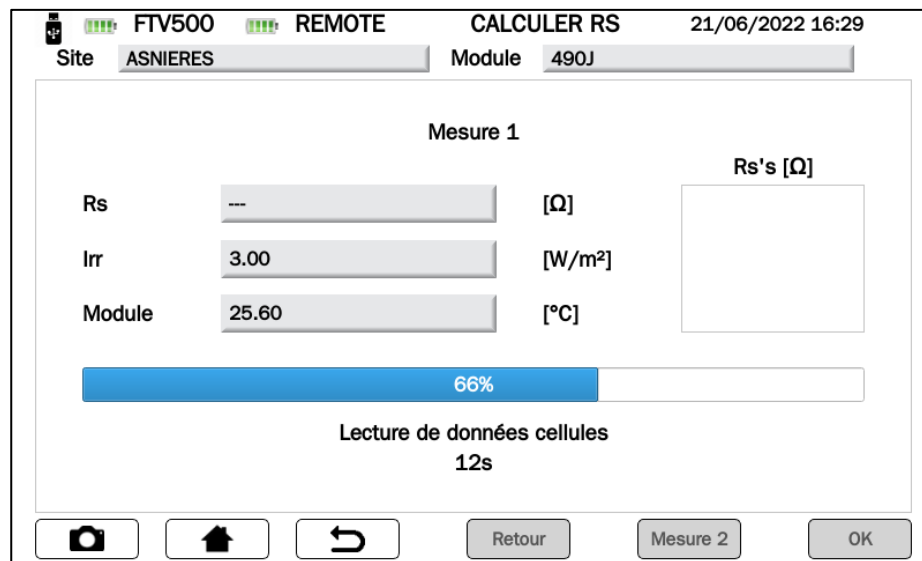 FTV500 REMOTE CALCULER RS 21/06/2022 16:29
Site ASNIERES Module 490J
Mesure 1
Rs's [Ω]
Rs --- [Ω]
Irr 3.00 [W/m²]
Module 25.60 [°C]
66%
Lecture de données cellules
12s
Retour Mesure 2 OK